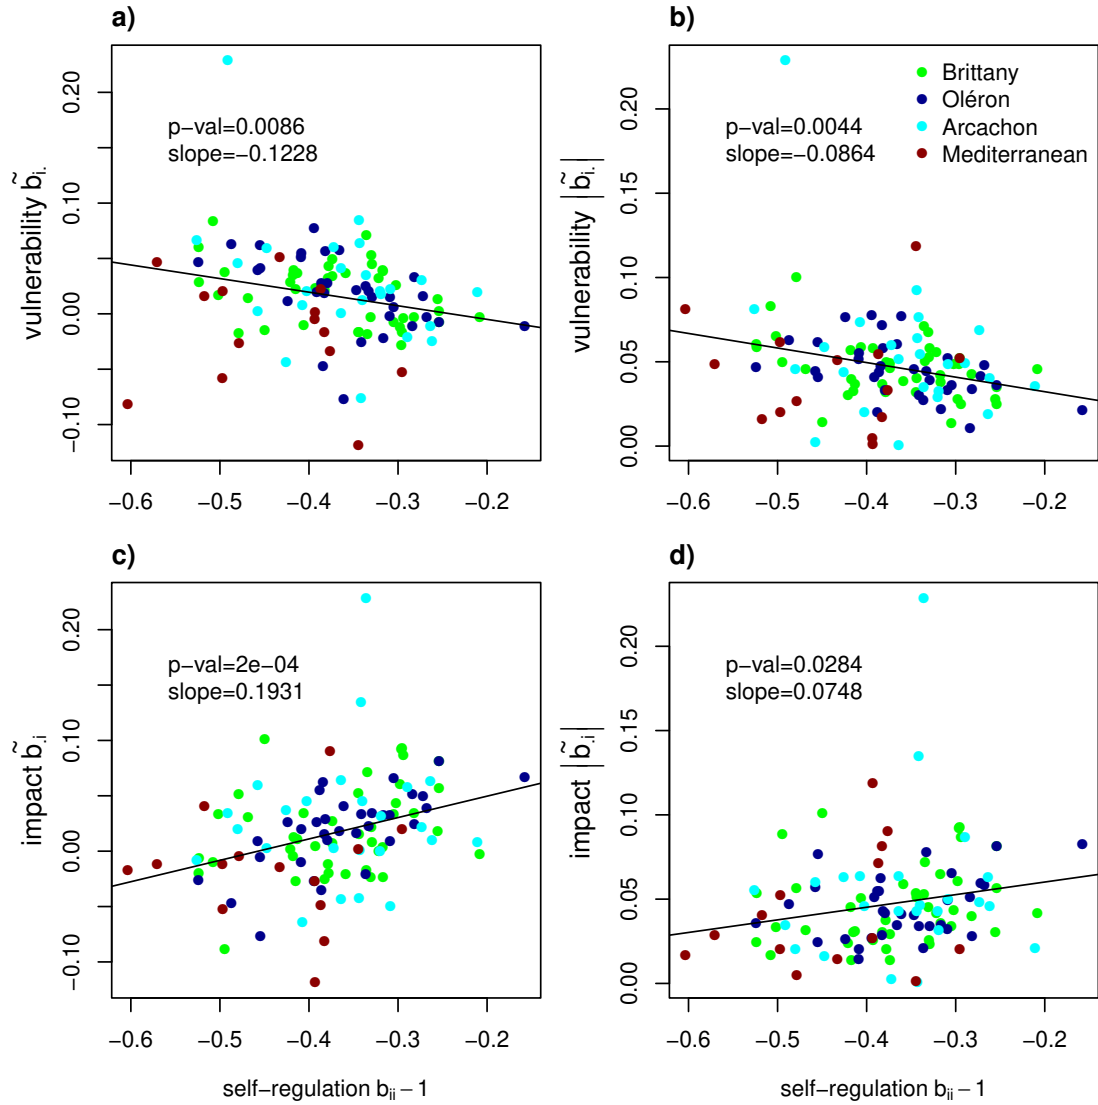 a)
vulnerability b̃i.
0.20
0.10
0.00
−0.10
p−val=0.0086
slope=−0.1228
−0.6 −0.5 −0.4 −0.3 −0.2
b)
vulnerability |b̃i.|
0.20
0.15
0.10
0.05
0.00
p−val=0.0044
slope=−0.0864
Brittany
Oléron
Arcachon
Mediterranean
−0.6 −0.5 −0.4 −0.3 −0.2
c)
impact b̃.i
0.20
0.10
0.00
−0.10
p−val=2e−04
slope=0.1931
−0.6 −0.5 −0.4 −0.3 −0.2
self−regulation bii − 1
d)
impact |b̃.i|
0.20
0.15
0.10
0.05
0.00
p−val=0.0284
slope=0.0748
−0.6 −0.5 −0.4 −0.3 −0.2
self−regulation bii − 1